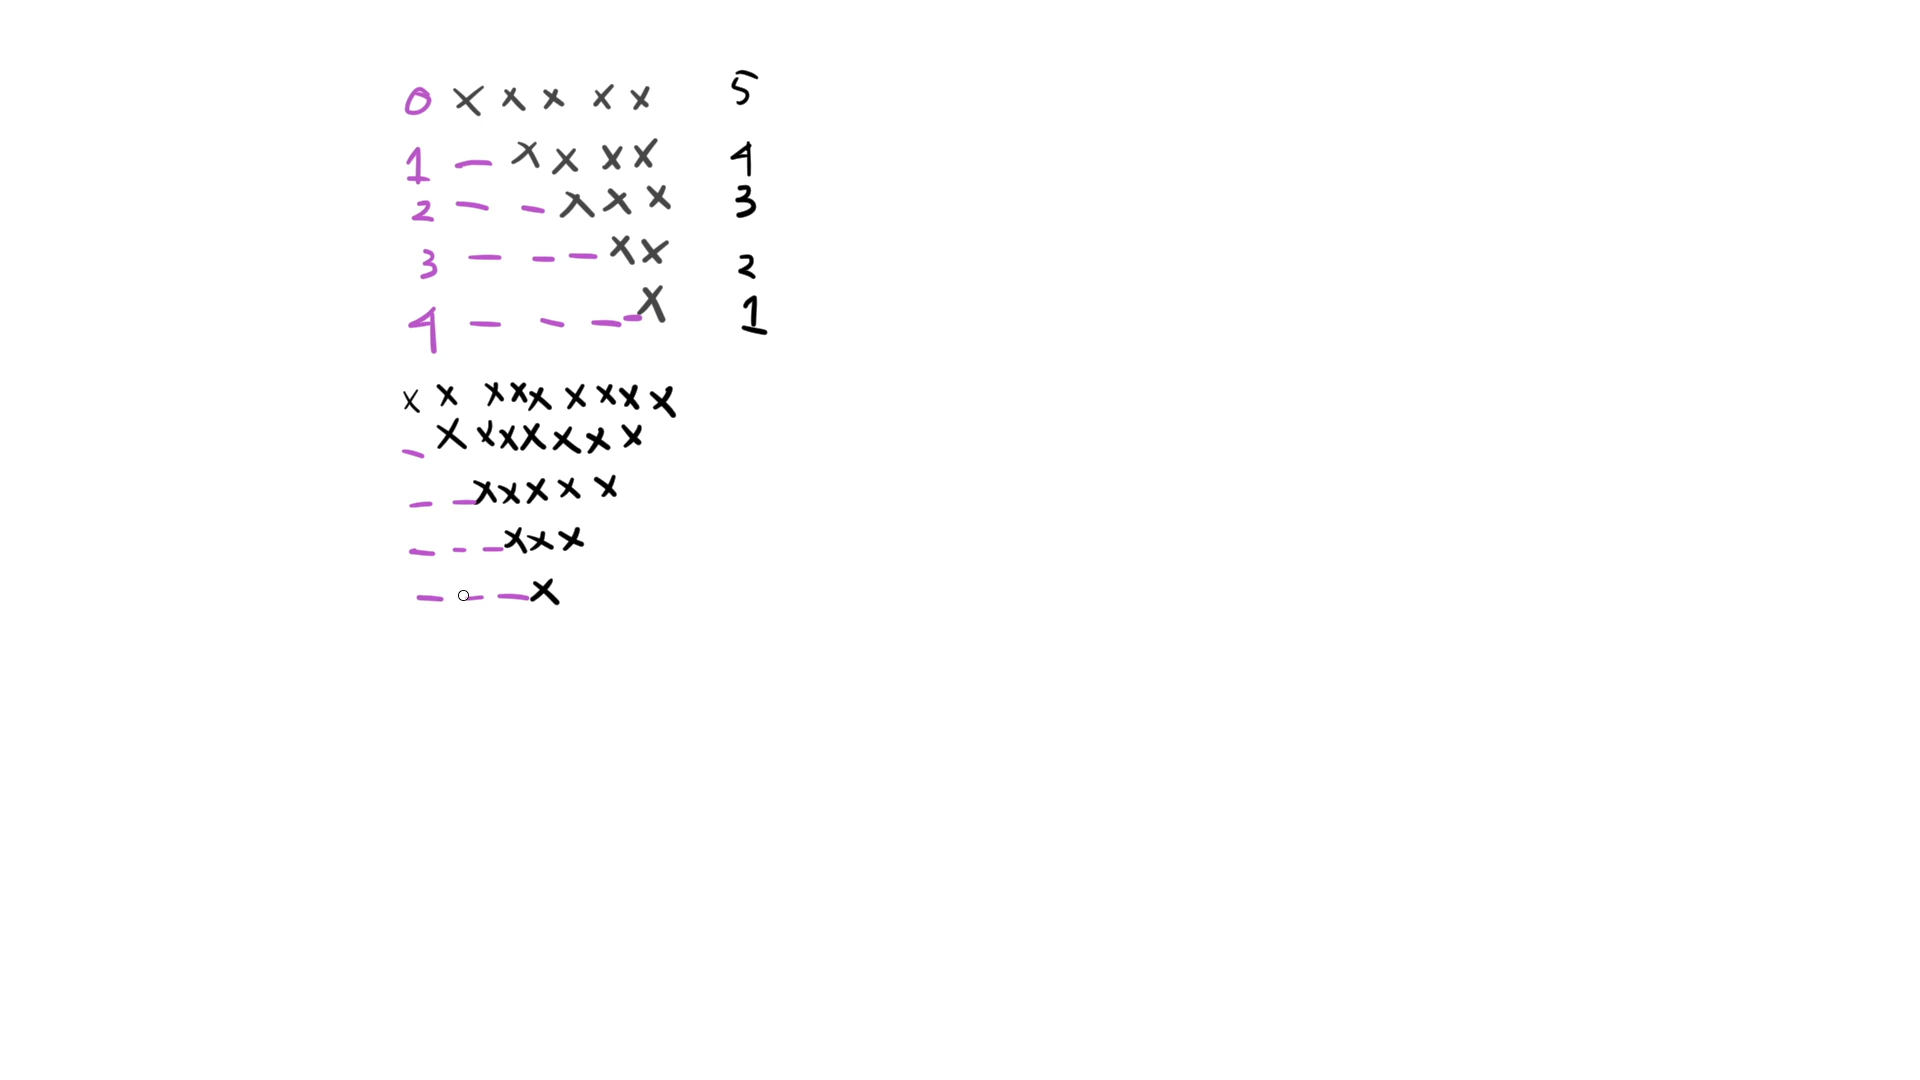 0 x x x x x 5
1 - x x x x 4
2 - - x x x 3
3 - - - x x 2
4 - - - - x 1
x x x x x x x x x
- x x x x x x x
- - x x x x x
- - - x x x
- - - x